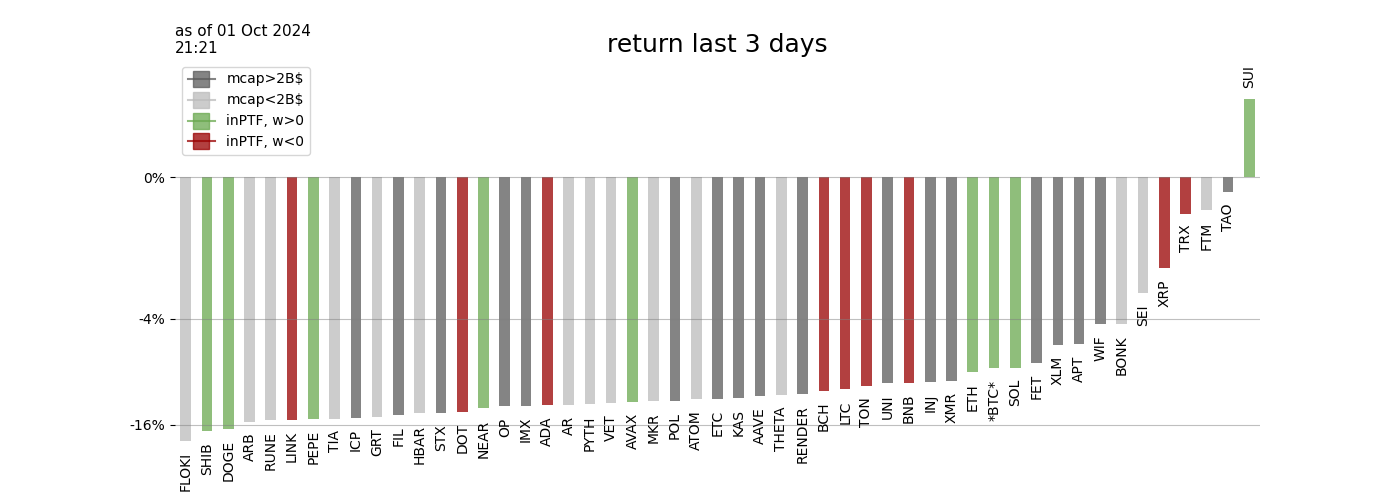 as of 01 Oct 2024
21:21
return last 3 days
mcap>2B$
mcap<2B$
inPTF, w>0
inPTF, w<0
0%
-4%
-16%
FLOKI
SHIB
DOGE
ARB
RUNE
LINK
PEPE
TIA
ICP
GRT
FIL
HBAR
STX
DOT
NEAR
OP
IMX
ADA
AR
PYTH
VET
AVAX
MKR
POL
ATOM
ETC
KAS
AAVE
THETA
RENDER
BCH
LTC
TON
UNI
BNB
INJ
XMR
ETH
*BTC*
SOL
FET
XLM
APT
WIF
BONK
SEI
XRP
TRX
FTM
TAO
SUI